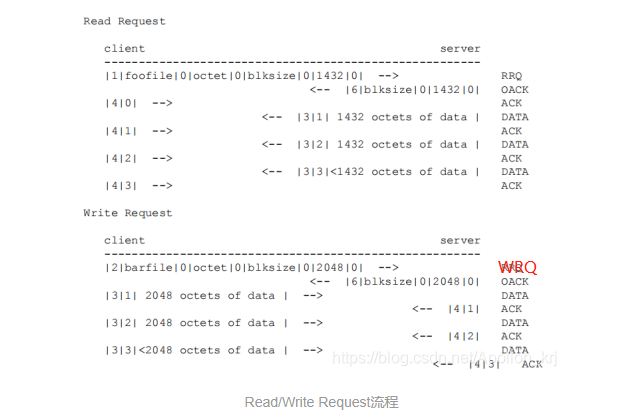 Read Request
client server
-------------------------------------------------------
|1|foofile|0|octet|0|blksize|0|1432|0| --> RRQ
<-- |6|blksize|0|1432|0| OACK
|4|0| --> ACK
<-- |3|1| 1432 octets of data | DATA
|4|1| --> ACK
<-- |3|2| 1432 octets of data | DATA
|4|2| --> ACK
<-- |3|3|<1432 octets of data | DATA
|4|3| --> ACK
Write Request
client server
-------------------------------------------------------
|2|barfile|0|octet|0|blksize|0|2048|0| --> WRQ
<-- |6|blksize|0|2048|0| OACK
|3|1| 2048 octets of data | --> DATA
<-- |4|1| ACK
|3|2| 2048 octets of data | --> DATA
<-- |4|2| ACK
|3|3|<2048 octets of data | --> DATA
<-- |4|3| ACK
Read/Write Request流程